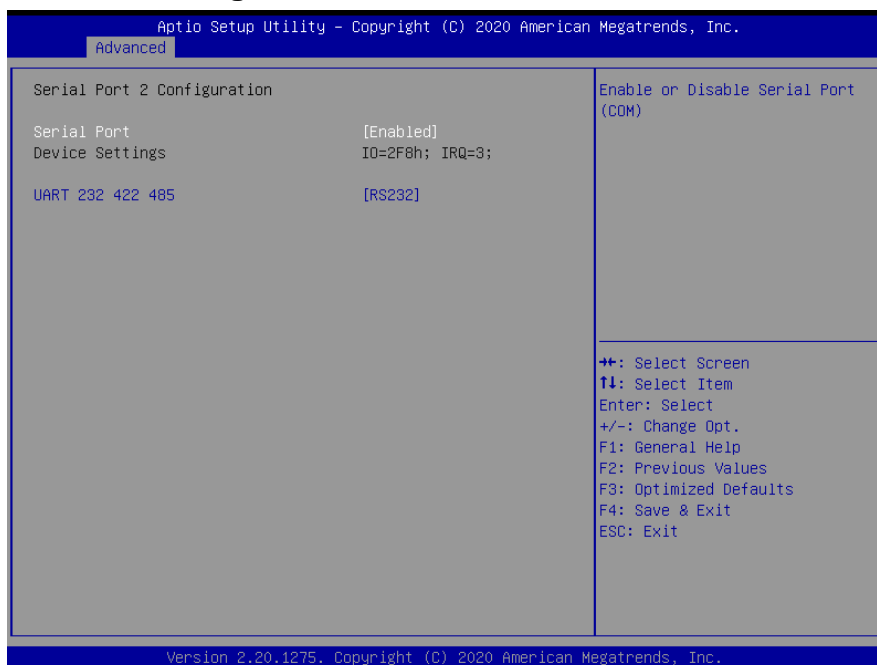 Aptio Setup Utility – Copyright (C) 2020 American Megatrends, Inc.
Advanced
Serial Port 2 Configuration
Serial Port [Enabled]
Device Settings IO=2F8h; IRQ=3;
UART 232 422 485 [RS232]
Enable or Disable Serial Port
(COM)
→←: Select Screen
↑↓: Select Item
Enter: Select
+/-: Change Opt.
F1: General Help
F2: Previous Values
F3: Optimized Defaults
F4: Save & Exit
ESC: Exit
Version 2.20.1275. Copyright (C) 2020 American Megatrends, Inc.